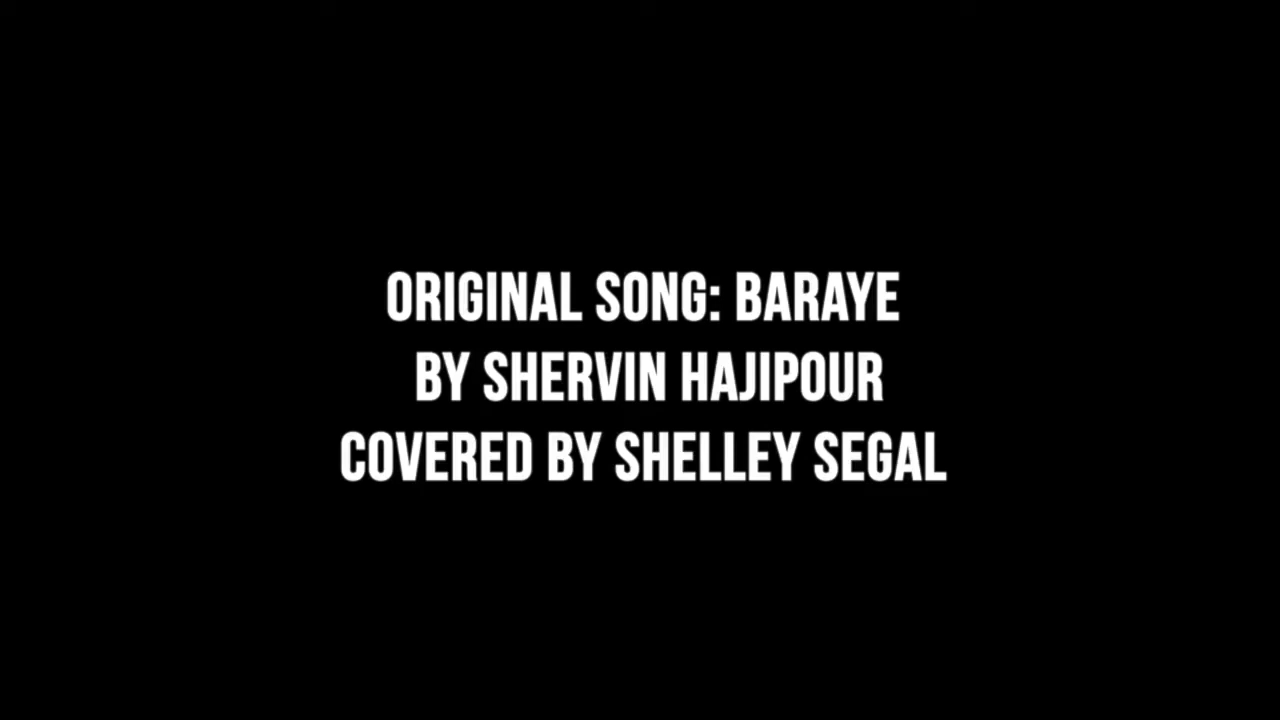 ORIGINAL SONG: BARAYE
BY SHERVIN HAJIPOUR
COVERED BY SHELLEY SEGAL